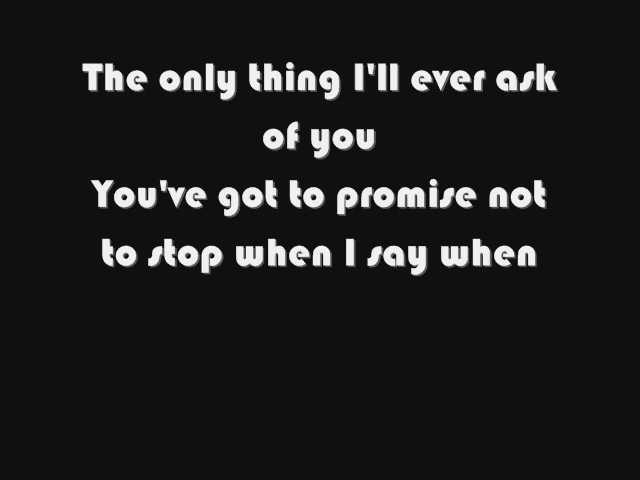 The only thing I'll ever ask
of you
You've got to promise not
to stop when I say when